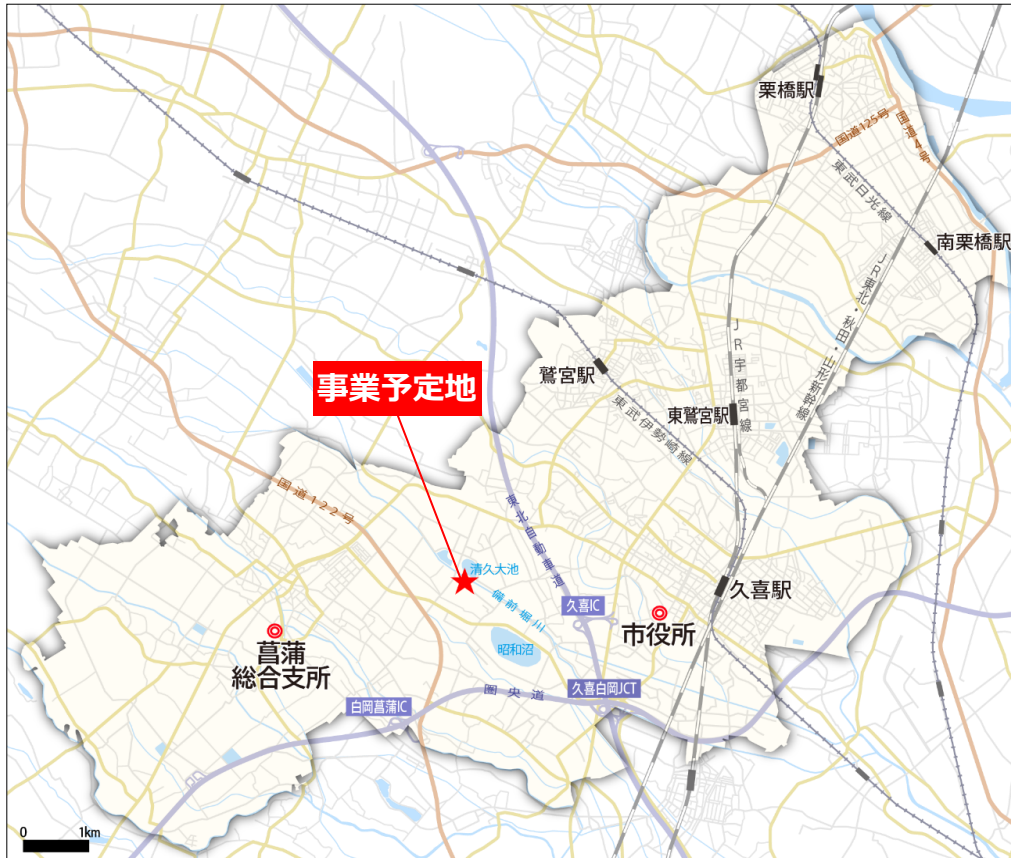 栗橋駅
国道125号
国道4号
東武日光線
南栗橋駅
JR東北・秋田・山形新幹線
JR宇都宮線
事業予定地
鷲宮駅
東鷲宮駅
東武伊勢崎線
国道122号
東北自動車道
清久大池
備前堀川
久喜IC
久喜駅
市役所
菖蒲
総合支所
昭和沼
圏央道
久喜白岡JCT
白岡菖蒲IC
0 1km